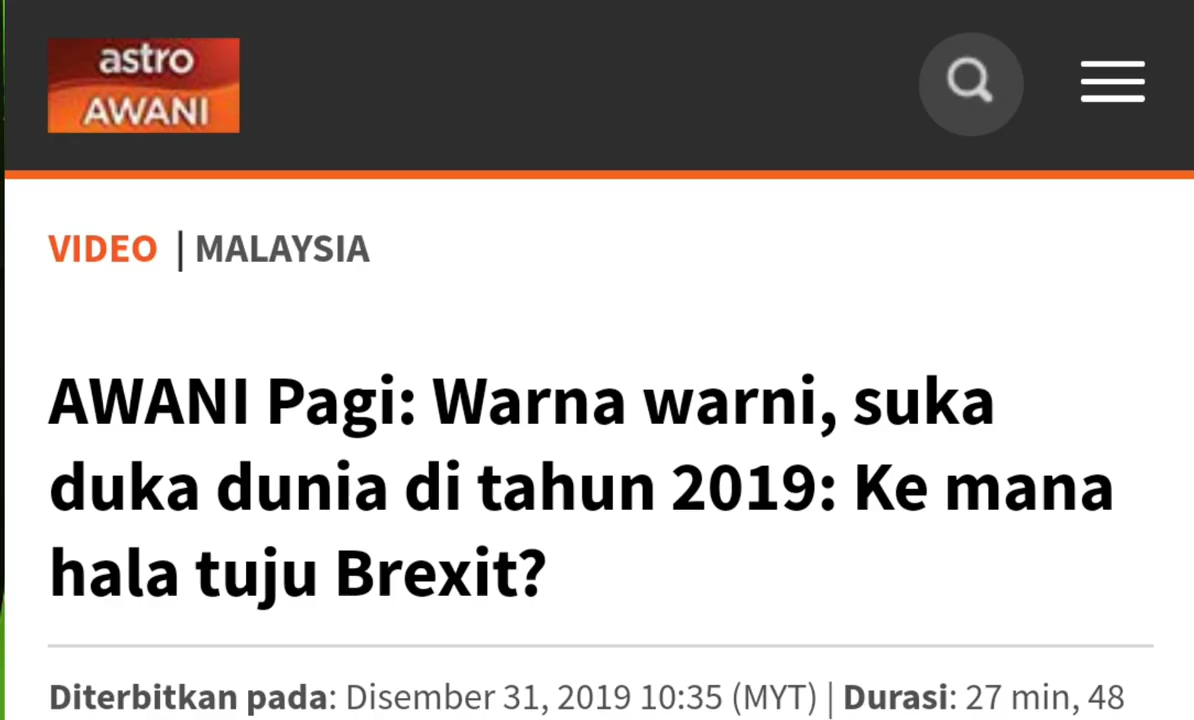 astro
AWANI
VIDEO | MALAYSIA
AWANI Pagi: Warna warni, suka
duka dunia di tahun 2019: Ke mana
hala tuju Brexit?
Diterbitkan pada: Disember 31, 2019 10:35 (MYT) | Durasi: 27 min, 48